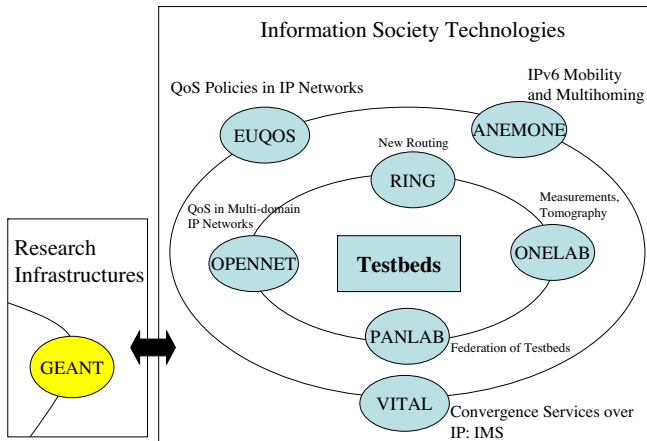 Information Society Technologies
QoS Policies in IP Networks
IPv6 Mobility
and Multihoming
EUQOS
ANEMONE
New Routing
RING
QoS in Multi-domain
IP Networks
Measurements,
Tomography
OPENNET
Testbeds
ONELAB
Research
Infrastructures
GEANT
PANLAB
Federation of Testbeds
VITAL
Convergence Services over
IP: IMS